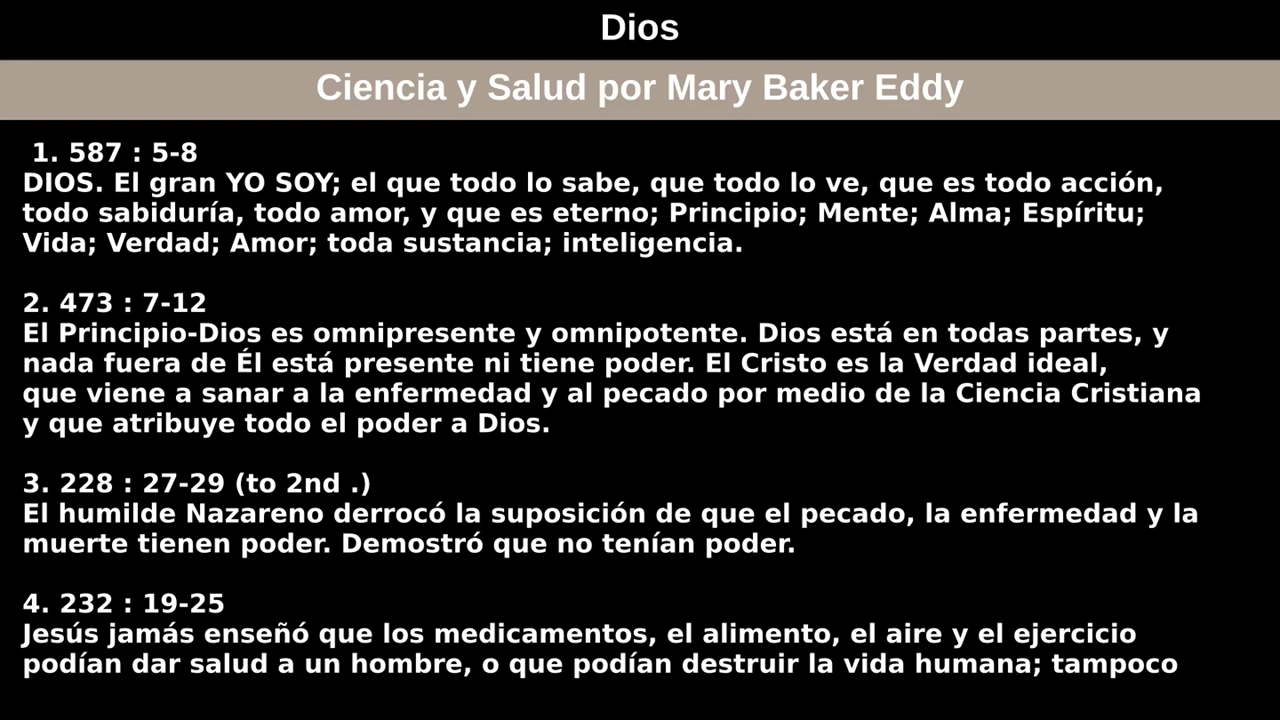 Dios
Ciencia y Salud por Mary Baker Eddy
1. 587 : 5-8
DIOS. El gran YO SOY; el que todo lo sabe, que todo lo ve, que es todo acción,
todo sabiduría, todo amor, y que es eterno; Principio; Mente; Alma; Espíritu;
Vida; Verdad; Amor; toda sustancia; inteligencia.
2. 473 : 7-12
El Principio-Dios es omnipresente y omnipotente. Dios está en todas partes, y
nada fuera de Él está presente ni tiene poder. El Cristo es la Verdad ideal,
que viene a sanar a la enfermedad y al pecado por medio de la Ciencia Cristiana
y que atribuye todo el poder a Dios.
3. 228 : 27-29 (to 2nd .)
El humilde Nazareno derrocó la suposición de que el pecado, la enfermedad y la
muerte tienen poder. Demostró que no tenían poder.
4. 232 : 19-25
Jesús jamás enseñó que los medicamentos, el alimento, el aire y el ejercicio
podían dar salud a un hombre, o que podían destruir la vida humana; tampoco